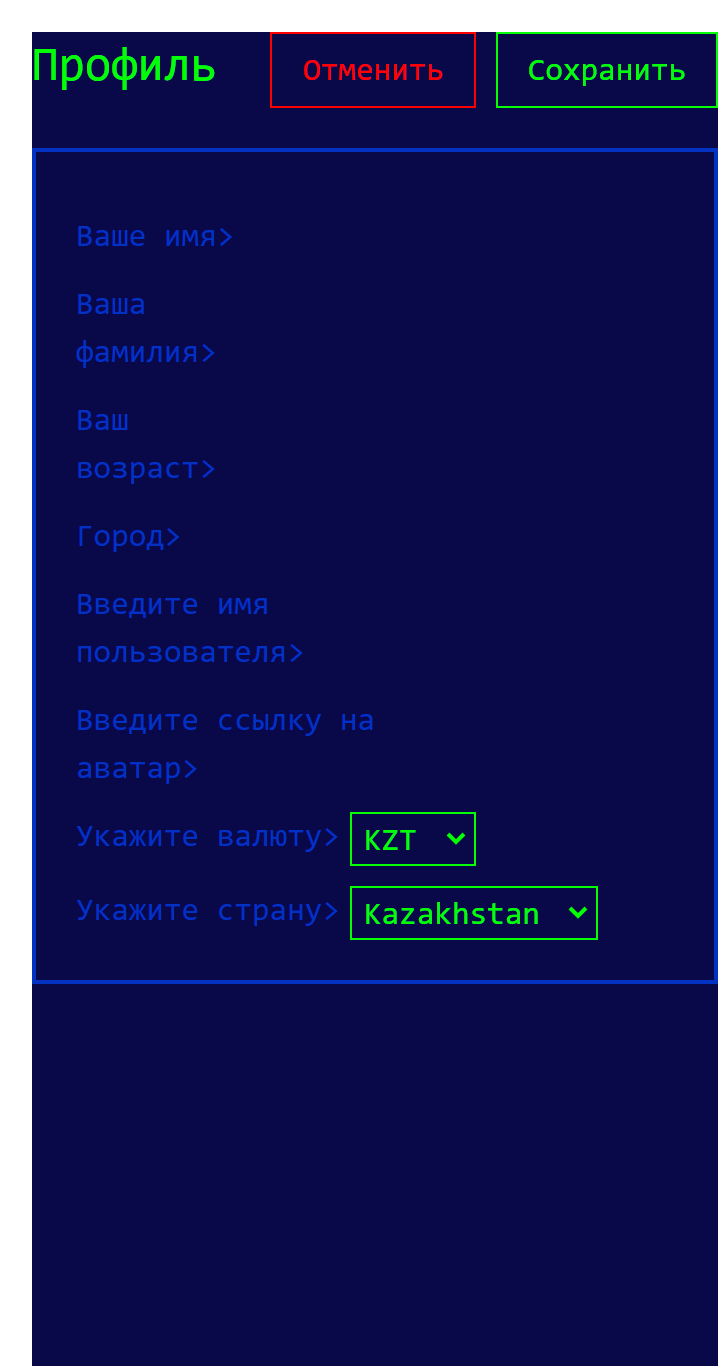 Профиль Отменить Сохранить
Ваше имя>
Ваша
фамилия>
Ваш
возраст>
Город>
Введите имя
пользователя>
Введите ссылку на
аватар>
Укажите валюту> KZT
Укажите страну> Kazakhstan